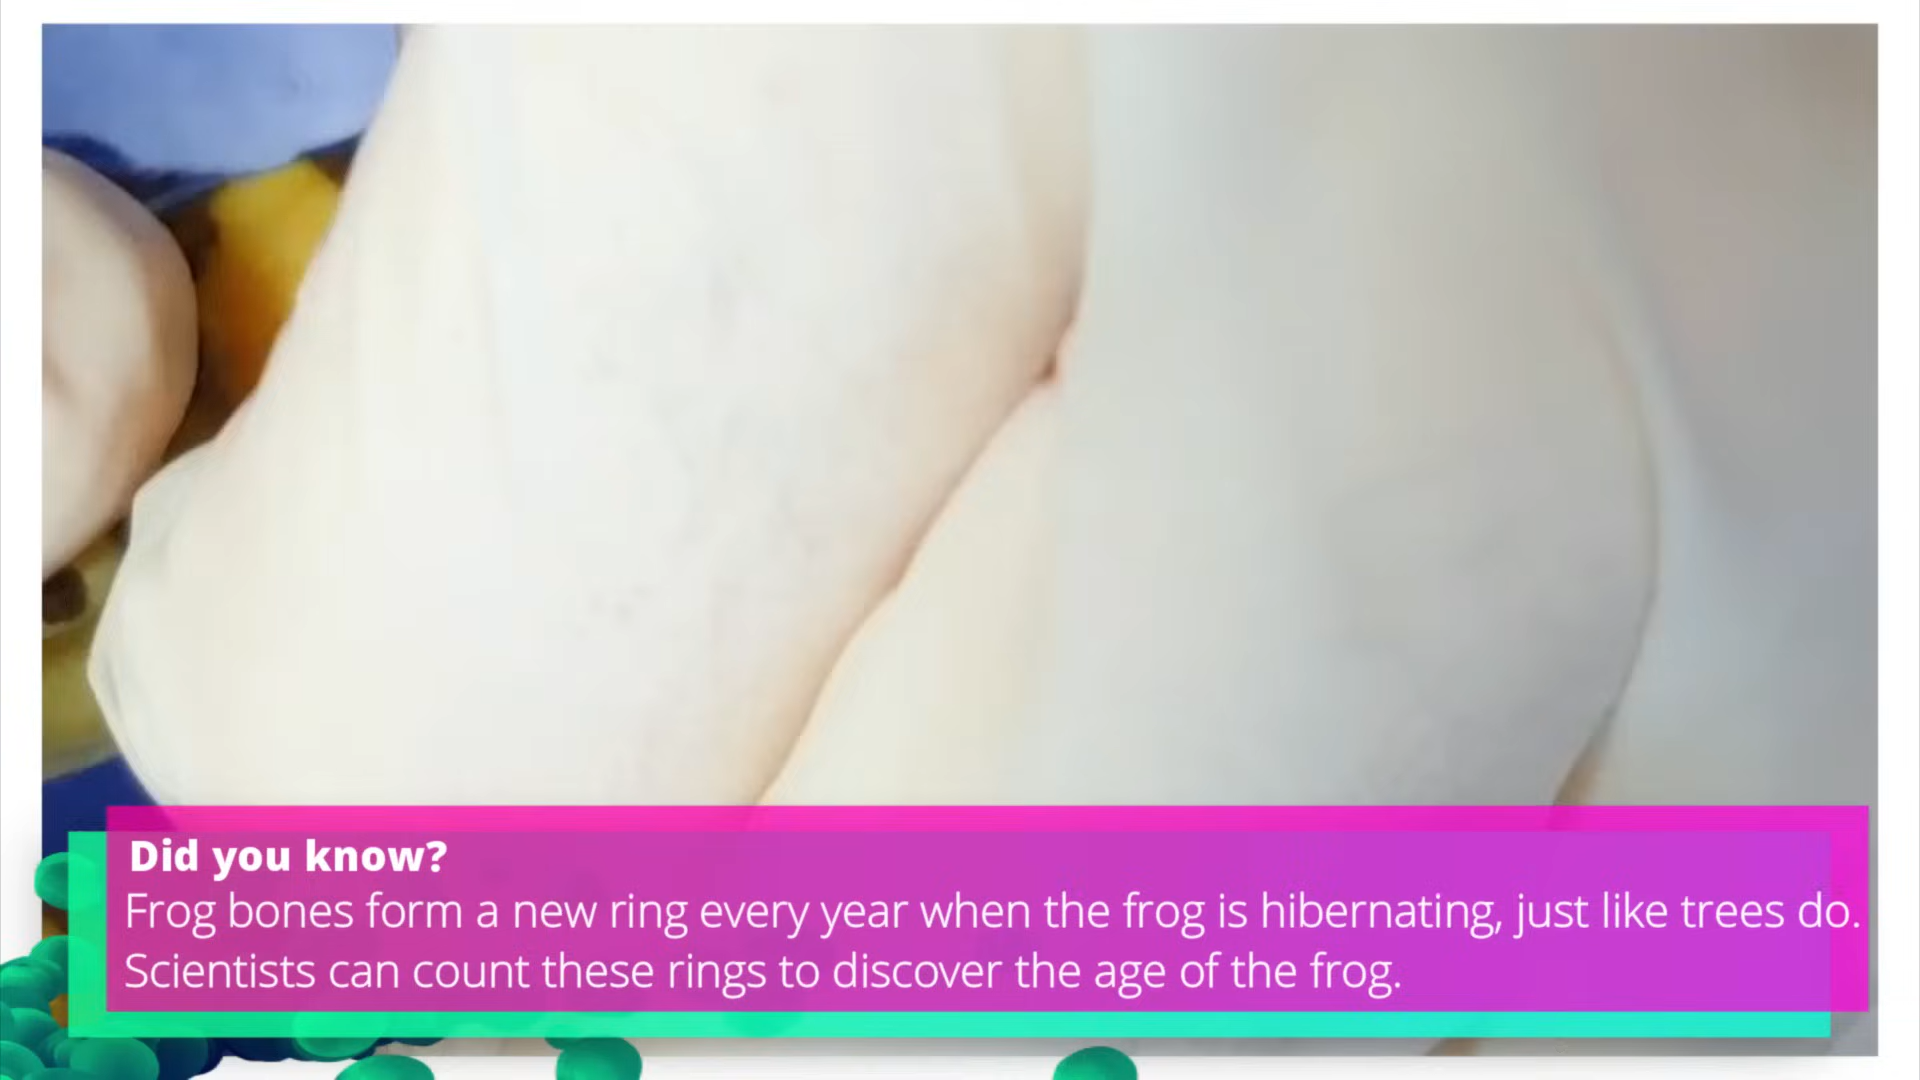 Did you know?
Frog bones form a new ring every year when the frog is hibernating, just like trees do.
Scientists can count these rings to discover the age of the frog.